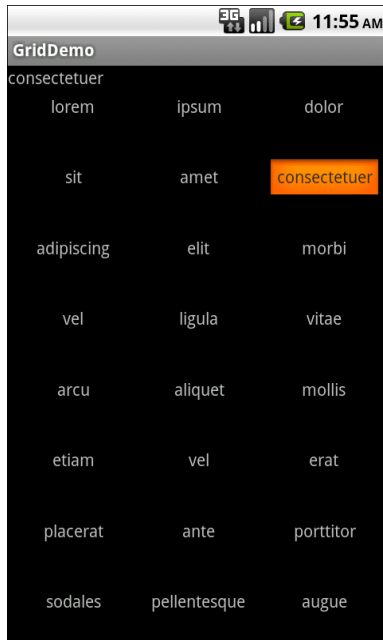 3G 11:55 AM
GridDemo
consectetuer
lorem ipsum dolor
sit amet consectetuer
adipiscing elit morbi
vel ligula vitae
arcu aliquet mollis
etiam vel erat
placerat ante porttitor
sodales pellentesque augue